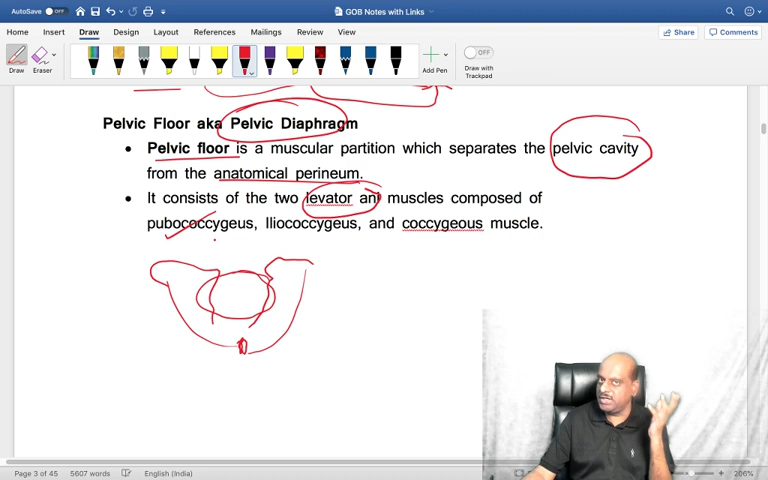 AutoSave OFF GOB Notes with Links
Home Insert Draw Design Layout References Mailings Review View Share Comments
Draw Eraser Add Pen OFF Draw with Trackpad
Pelvic Floor aka Pelvic Diaphragm
• Pelvic floor is a muscular partition which separates the pelvic cavity
from the anatomical perineum.
• It consists of the two levator ani muscles composed of
pubococcygeus, Iliococcygeus, and coccygeous muscle.
Page 3 of 45 5607 words English (India) 206%